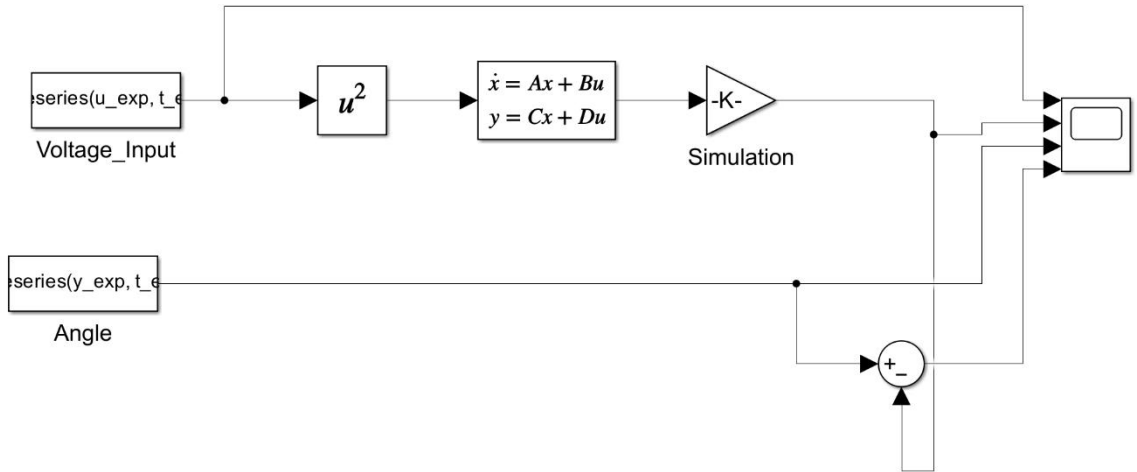 eseries(u_exp, t_e
Voltage_Input
u²
ẋ = Ax + Bu
y = Cx + Du
-K-
Simulation
eseries(y_exp, t_e
Angle
+
_